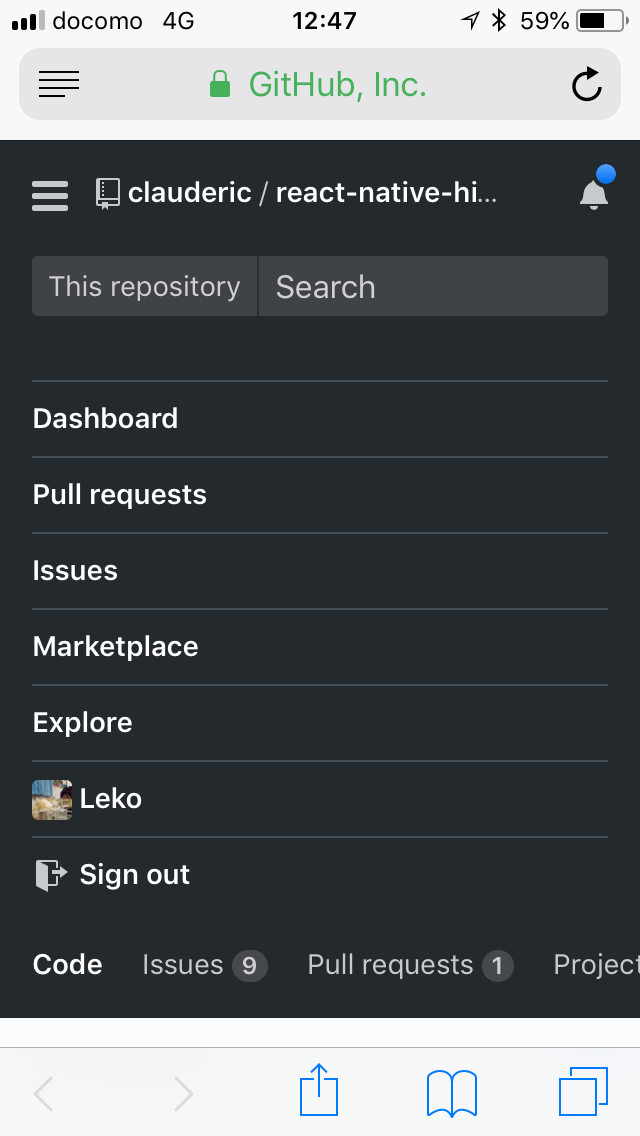 docomo 4G 12:47 59%
GitHub, Inc.
clauderic / react-native-hi...
This repository Search
Dashboard
Pull requests
Issues
Marketplace
Explore
Leko
Sign out
Code Issues 9 Pull requests 1 Project